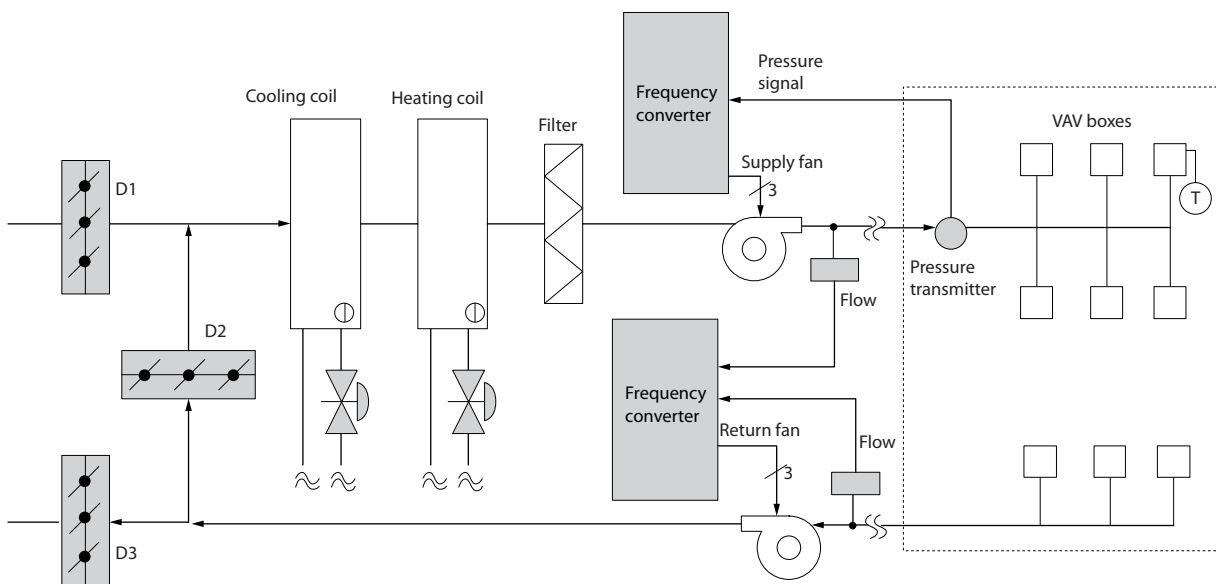 Pressure
signal
Frequency
converter
Cooling coil
Heating coil
Filter
VAV boxes
Supply fan
3
D1
T
Pressure
transmitter
Flow
D2
Frequency
converter
Return fan
Flow
3
D3